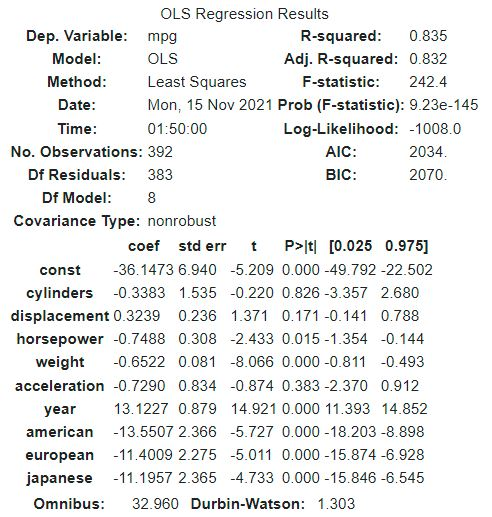 OLS Regression Results
Dep. Variable: mpg R-squared: 0.835
Model: OLS Adj. R-squared: 0.832
Method: Least Squares F-statistic: 242.4
Date: Mon, 15 Nov 2021 Prob (F-statistic): 9.23e-145
Time: 01:50:00 Log-Likelihood: -1008.0
No. Observations: 392 AIC: 2034.
Df Residuals: 383 BIC: 2070.
Df Model: 8
Covariance Type: nonrobust
coef std err t P>|t| [0.025 0.975]
const -36.1473 6.940 -5.209 0.000 -49.792 -22.502
cylinders -0.3383 1.535 -0.220 0.826 -3.357 2.680
displacement 0.3239 0.236 1.371 0.171 -0.141 0.788
horsepower -0.7488 0.308 -2.433 0.015 -1.354 -0.144
weight -0.6522 0.081 -8.066 0.000 -0.811 -0.493
acceleration -0.7290 0.834 -0.874 0.383 -2.370 0.912
year 13.1227 0.879 14.921 0.000 11.393 14.852
american -13.5507 2.366 -5.727 0.000 -18.203 -8.898
european -11.4009 2.275 -5.011 0.000 -15.874 -6.928
japanese -11.1957 2.365 -4.733 0.000 -15.846 -6.545
Omnibus: 32.960 Durbin-Watson: 1.303